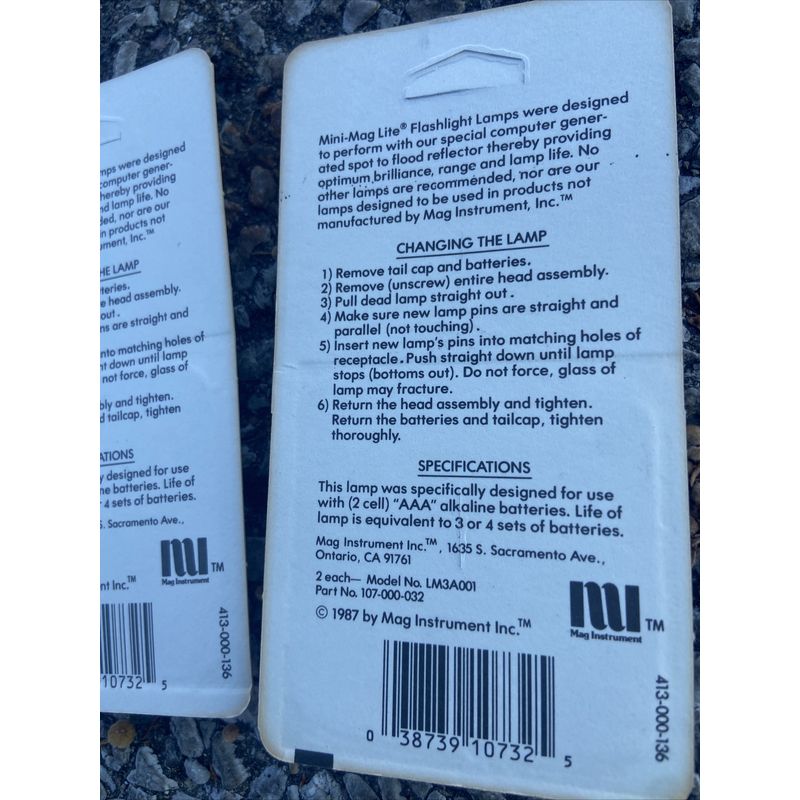 mps were designed
computer gener-
hereby providing
nd lamp life. No
ded, nor are our
n products not
ument, Inc.™
HE LAMP
teries.
e head assembly.
out.
ns are straight and
nto matching holes of
ht down until lamp
not force, glass of
bly and tighten.
d tailcap, tighten
ATIONS
y designed for use
ne batteries. Life of
4 sets of batteries.
S. Sacramento Ave.,
TM
Mag Instrument
nt Inc.™
10732 5
413-000-136
Mini-Mag Lite® Flashlight Lamps were designed
to perform with our special computer gener-
ated spot to flood reflector thereby providing
optimum brilliance, range and lamp life. No
other lamps are recommended, nor are our
lamps designed to be used in products not
manufactured by Mag Instrument, Inc.™
CHANGING THE LAMP
1) Remove tail cap and batteries.
2) Remove (unscrew) entire head assembly.
3) Pull dead lamp straight out.
4) Make sure new lamp pins are straight and
parallel (not touching).
5) Insert new lamp's pins into matching holes of
receptacle. Push straight down until lamp
stops (bottoms out). Do not force, glass of
lamp may fracture.
6) Return the head assembly and tighten.
Return the batteries and tailcap, tighten
thoroughly.
SPECIFICATIONS
This lamp was specifically designed for use
with (2 cell) "AAA" alkaline batteries. Life of
lamp is equivalent to 3 or 4 sets of batteries.
Mag Instrument Inc.™, 1635 S. Sacramento Ave.,
Ontario, CA 91761
2 each— Model No. LM3A001
Part No. 107-000-032
© 1987 by Mag Instrument Inc.™
TM
Mag Instrument
0 38739 10732 5
413-000-136